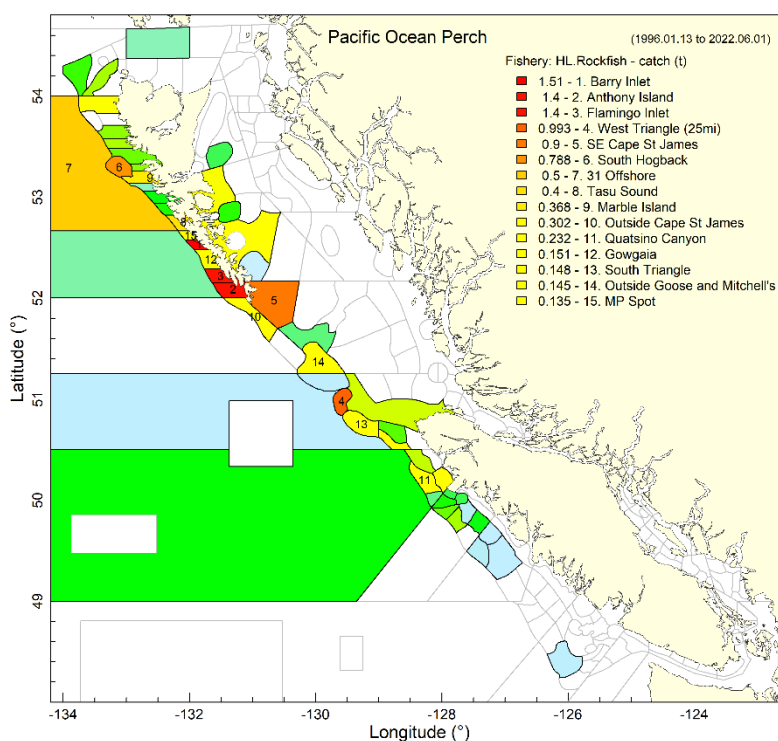 Pacific Ocean Perch
(1996.01.13 to 2022.06.01)
Fishery: HL.Rockfish - catch (t)
1.51 - 1. Barry Inlet
1.4 - 2. Anthony Island
1.4 - 3. Flamingo Inlet
0.993 - 4. West Triangle (25mi)
0.9 - 5. SE Cape St James
0.788 - 6. South Hogback
0.5 - 7. 31 Offshore
0.4 - 8. Tasu Sound
0.368 - 9. Marble Island
0.302 - 10. Outside Cape St James
0.232 - 11. Quatsino Canyon
0.151 - 12. Gowgaia
0.148 - 13. South Triangle
0.145 - 14. Outside Goose and Mitchell's
0.135 - 15. MP Spot
54
53
52
51
50
49
Latitude (°)
7
6
9
8
15
12
3
2
5
10
14
4
13
11
-134
-132
-130
-128
-126
-124
Longitude (°)